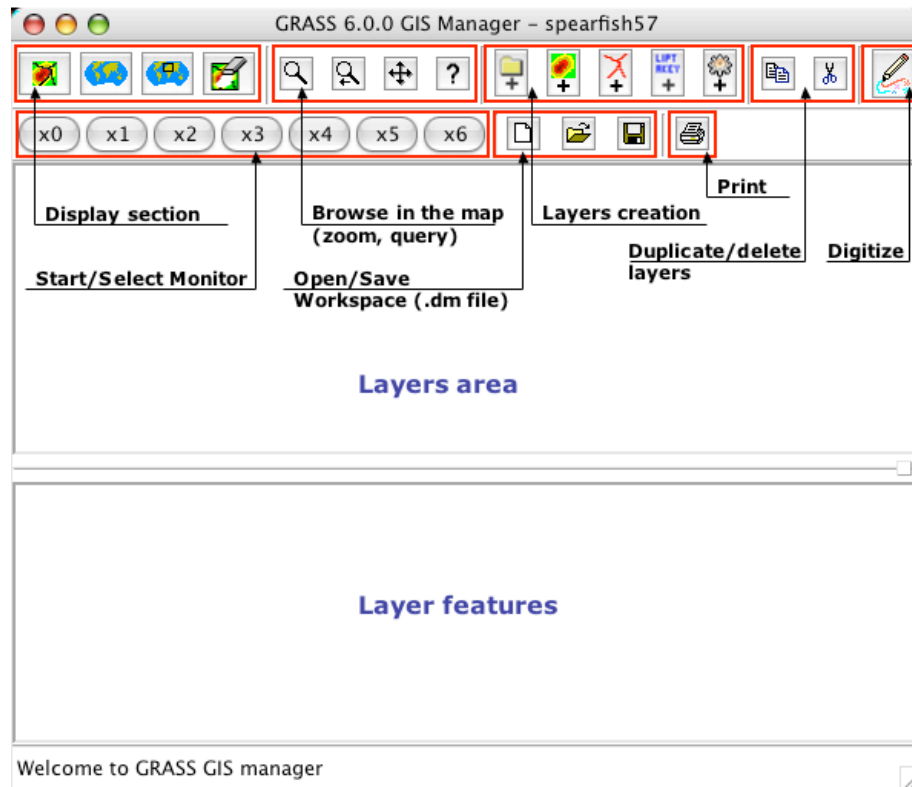 GRASS 6.0.0 GIS Manager – spearfish57
?
x0 x1 x2 x3 x4 x5 x6
Print
Display section
Browse in the map
(zoom, query)
Layers creation
Duplicate/delete
layers
Digitize
Start/Select Monitor
Open/Save
Workspace (.dm file)
Layers area
Layer features
Welcome to GRASS GIS manager